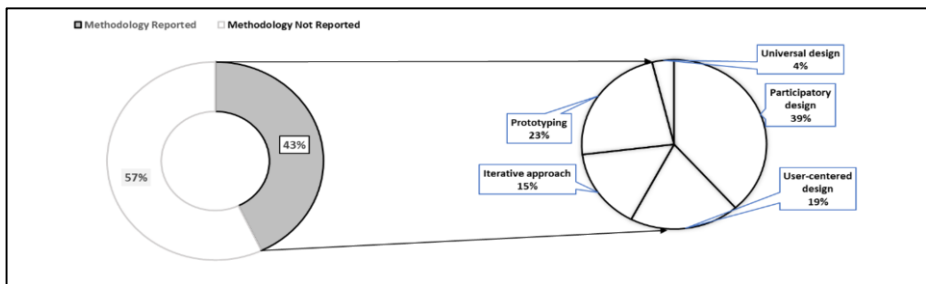 Methodology Reported
Methodology Not Reported
43%
57%
Universal design
4%
Participatory
design
39%
Prototyping
23%
Iterative approach
15%
User-centered
design
19%